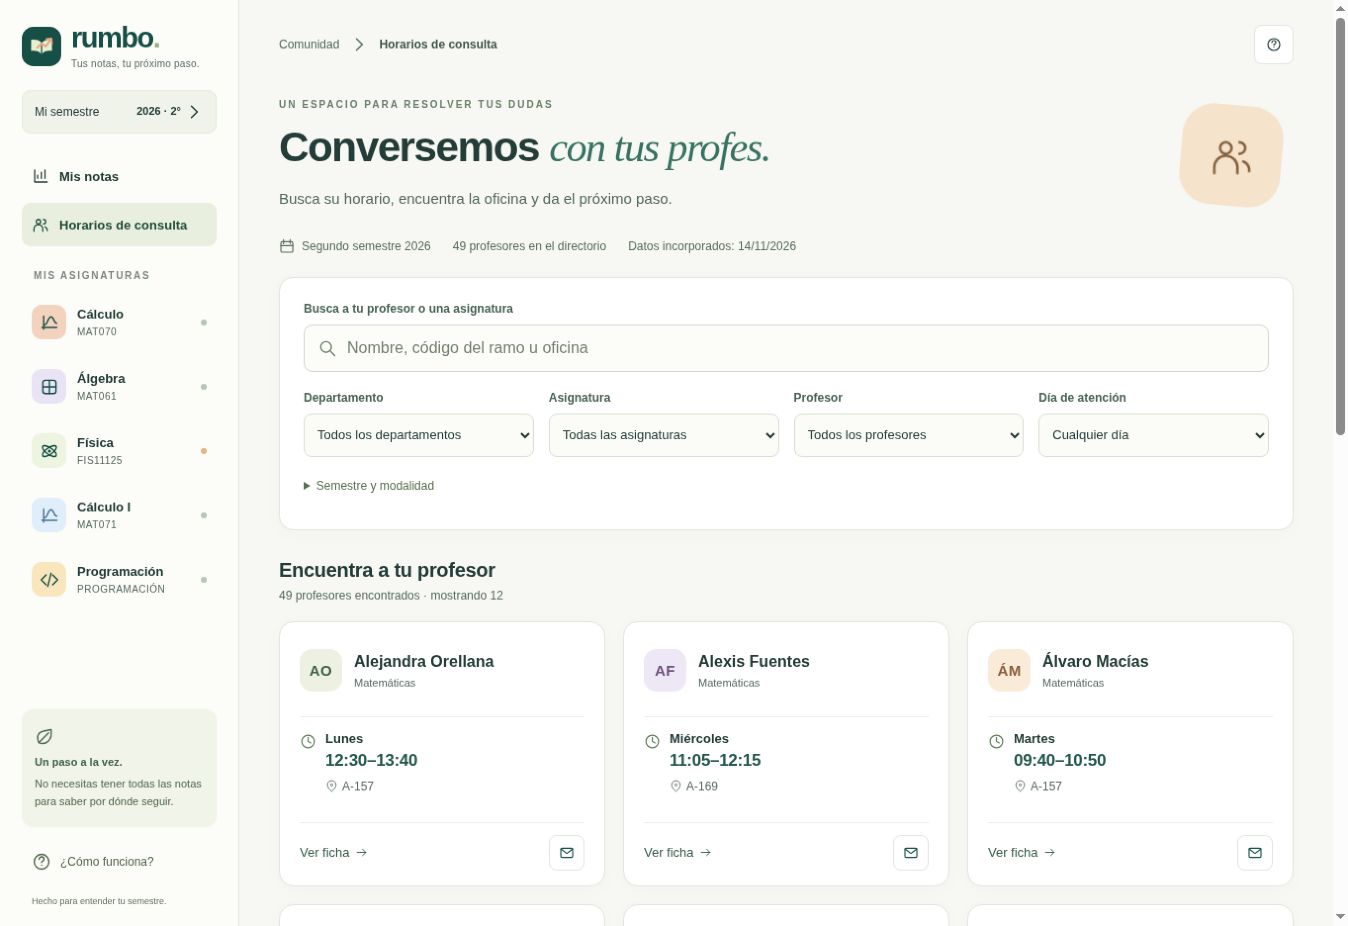 rumbo.
Tus notas, tu próximo paso.
Mi semestre 2026 · 2°
Mis notas
Horarios de consulta
MIS ASIGNATURAS
Cálculo
MAT070
Álgebra
MAT061
Física
FIS11125
Cálculo I
MAT071
Programación
PROGRAMACIÓN
Un paso a la vez.
No necesitas tener todas las notas
para saber por dónde seguir.
¿Cómo funciona?
Hecho para entender tu semestre.
Comunidad Horarios de consulta
UN ESPACIO PARA RESOLVER TUS DUDAS
Conversemos con tus profes.
Busca su horario, encuentra la oficina y da el próximo paso.
Segundo semestre 2026 49 profesores en el directorio Datos incorporados: 14/11/2026
Busca a tu profesor o una asignatura
Nombre, código del ramo u oficina
Departamento Asignatura Profesor Día de atención
Todos los departamentos Todas las asignaturas Todos los profesores Cualquier día
Semestre y modalidad
Encuentra a tu profesor
49 profesores encontrados · mostrando 12
AO Alejandra Orellana
Matemáticas
Lunes
12:30–13:40
A-157
Ver ficha →
AF Alexis Fuentes
Matemáticas
Miércoles
11:05–12:15
A-169
Ver ficha →
ÁM Álvaro Macías
Matemáticas
Martes
09:40–10:50
A-157
Ver ficha →